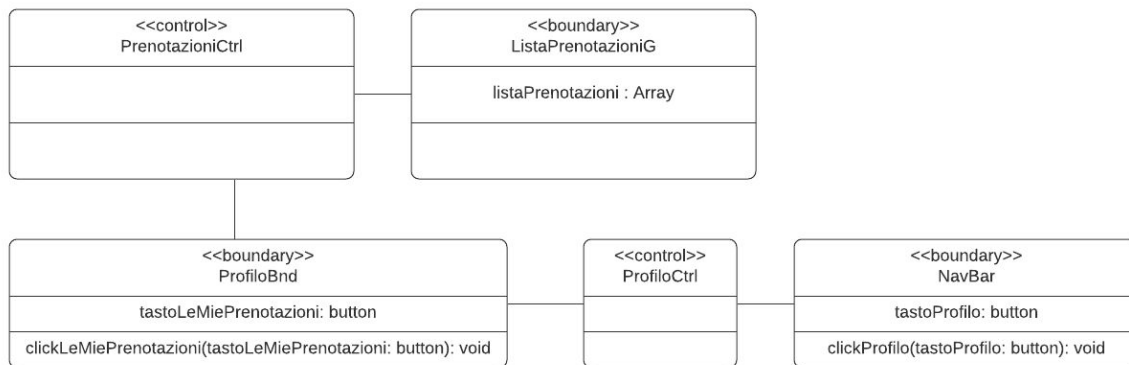 <<control>>
PrenotazioniCtrl
<<boundary>>
ListaPrenotazioniG
listaPrenotazioni : Array
<<boundary>>
ProfiloBnd
tastoLeMiePrenotazioni: button
clickLeMiePrenotazioni(tastoLeMiePrenotazioni: button): void
<<control>>
ProfiloCtrl
<<boundary>>
NavBar
tastoProfilo: button
clickProfilo(tastoProfilo: button): void